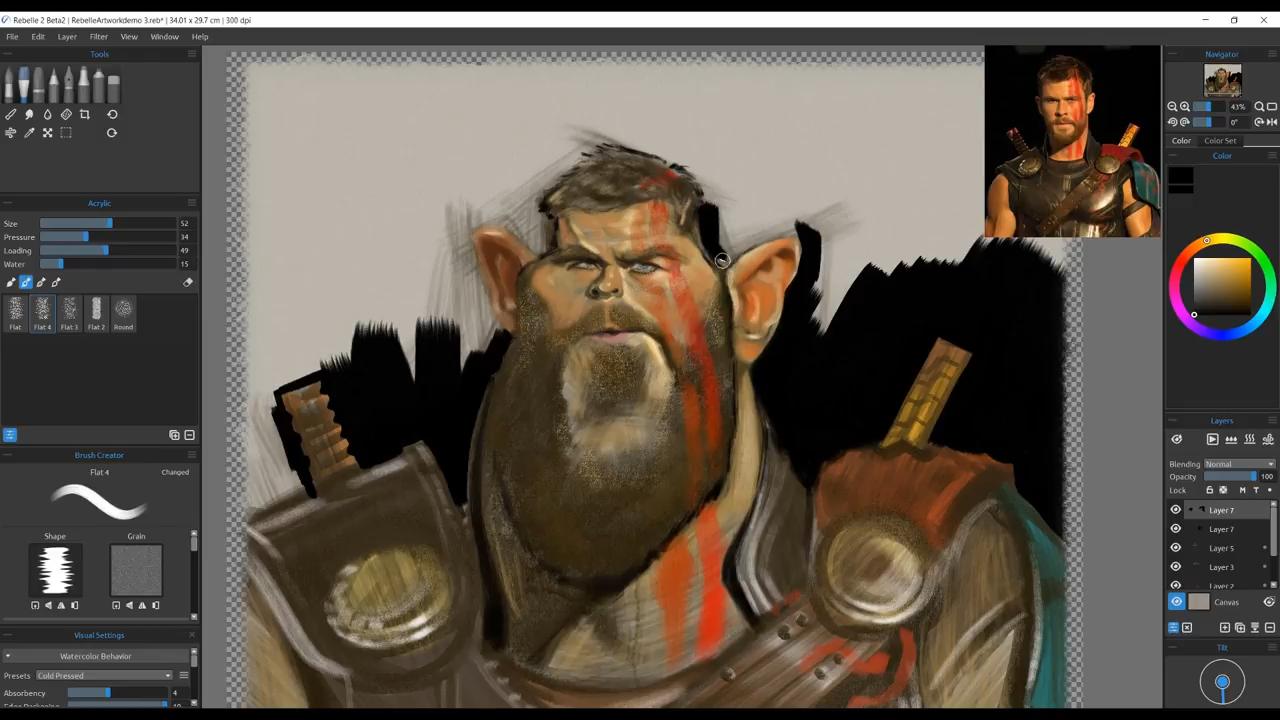 Rebelle 2 Beta2 | RebelleArtworkdemo 3.reb* | 34.01 x 29.7 cm | 300 dpi
File Edit Layer Filter View Window Help
Tools
Acrylic
Size 52
Pressure 34
Loading 49
Water 15
Flat Flat 4 Flat 3 Flat 2 Round
Brush Creator
Flat 4 Changed
Shape Grain
Visual Settings
Watercolor Behavior
Presets Cold Pressed
Absorbency 4
Navigator
43%
0°
Color Color Set
Color
Layers
Blending Normal
Opacity 100
Lock M T
Layer 7
Layer 7
Layer 5
Layer 3
Layer 2
Canvas
Tilt